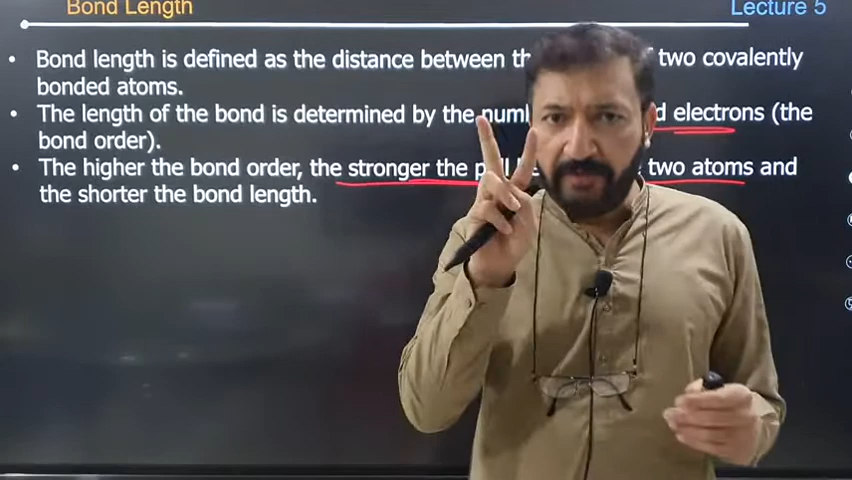 Bond Length
Lecture 5
• Bond length is defined as the distance between two covalently
bonded atoms.
• The length of the bond is determined by the electrons (the
bond order).
• The higher the bond order, the stronger the two atoms and
the shorter the bond length.